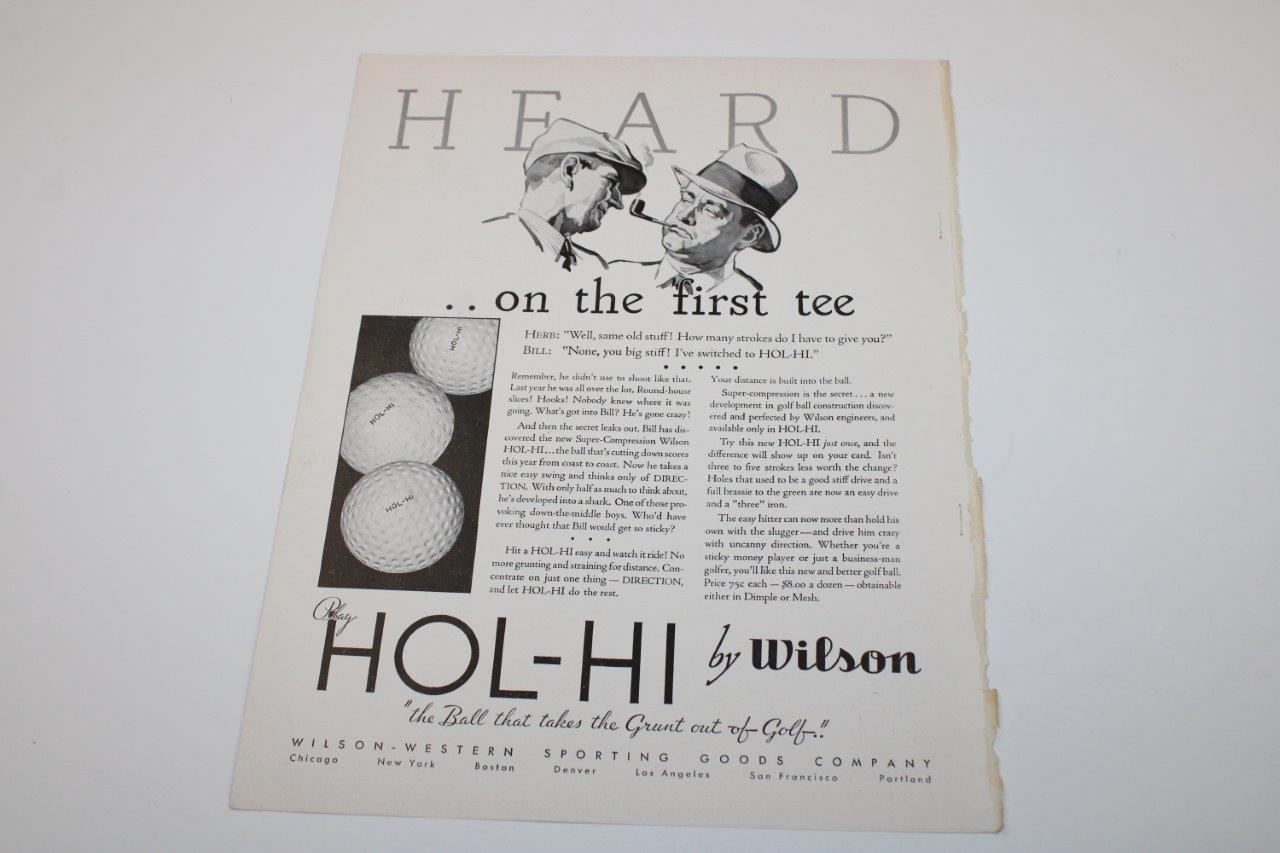 HEARD
. . on the first tee
HERB: "Well, same old stuff! How many strokes do I have to give you?"
BILL: "None, you big stiff! I've switched to HOL-HI."
• • • • •
Remember, he didn't use to shoot like that.
Last year he was all over the lot. Round-house
slices! Hooks! Nobody knew where it was
going. What's got into Bill? He's gone crazy!
And then the secret leaks out. Bill has dis-
covered the new Super-Compression Wilson
HOL-HI...the ball that's cutting down scores
this year from coast to coast. Now he takes a
nice easy swing and thinks only of DIREC-
TION. With only half as much to think about,
he's developed into a shark. One of those pro-
voking down-the-middle boys. Who'd have
ever thought that Bill would get so sticky?
• • •
Hit a HOL-HI easy and watch it ride! No
more grunting and straining for distance. Con-
centrate on just one thing — DIRECTION,
and let HOL-HI do the rest.
Your distance is built into the ball.
Super-compression is the secret...a new
development in golf ball construction discov-
ered and perfected by Wilson engineers, and
available only in HOL-HI.
Try this new HOL-HI just once, and the
difference will show up on your card. Isn't
three to five strokes less worth the change?
Holes that used to be a good stiff drive and a
full brassie to the green are now an easy drive
and a "three" iron.
The easy hitter can now more than hold his
own with the slugger—and drive him crazy
with uncanny direction. Whether you're a
sticky money player or just a business-man
golfer, you'll like this new and better golf ball.
Price 75c each — $8.00 a dozen — obtainable
either in Dimple or Mesh.
HOL-HI
HOL-HI
HOL-HI
Play
HOL-HI by Wilson
"the Ball that takes the Grunt out of Golf."
WILSON-WESTERN SPORTING GOODS COMPANY
Chicago New York Boston Denver Los Angeles San Francisco Portland